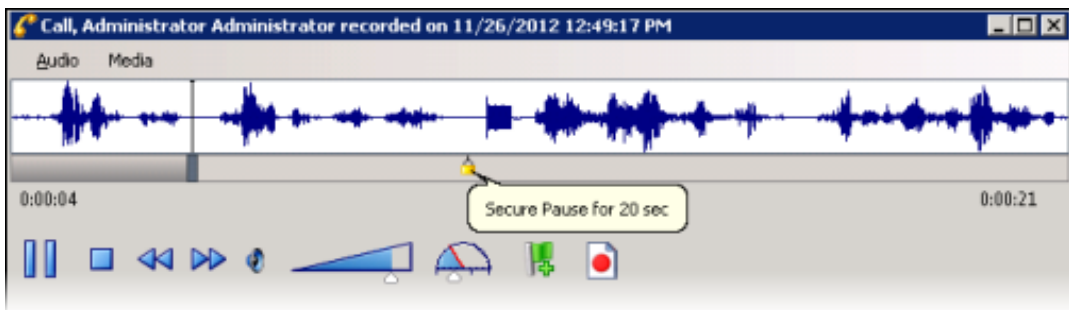 Call, Administrator Administrator recorded on 11/26/2012 12:49:17 PM
Audio Media
0:00:04 0:00:21
Secure Pause for 20 sec